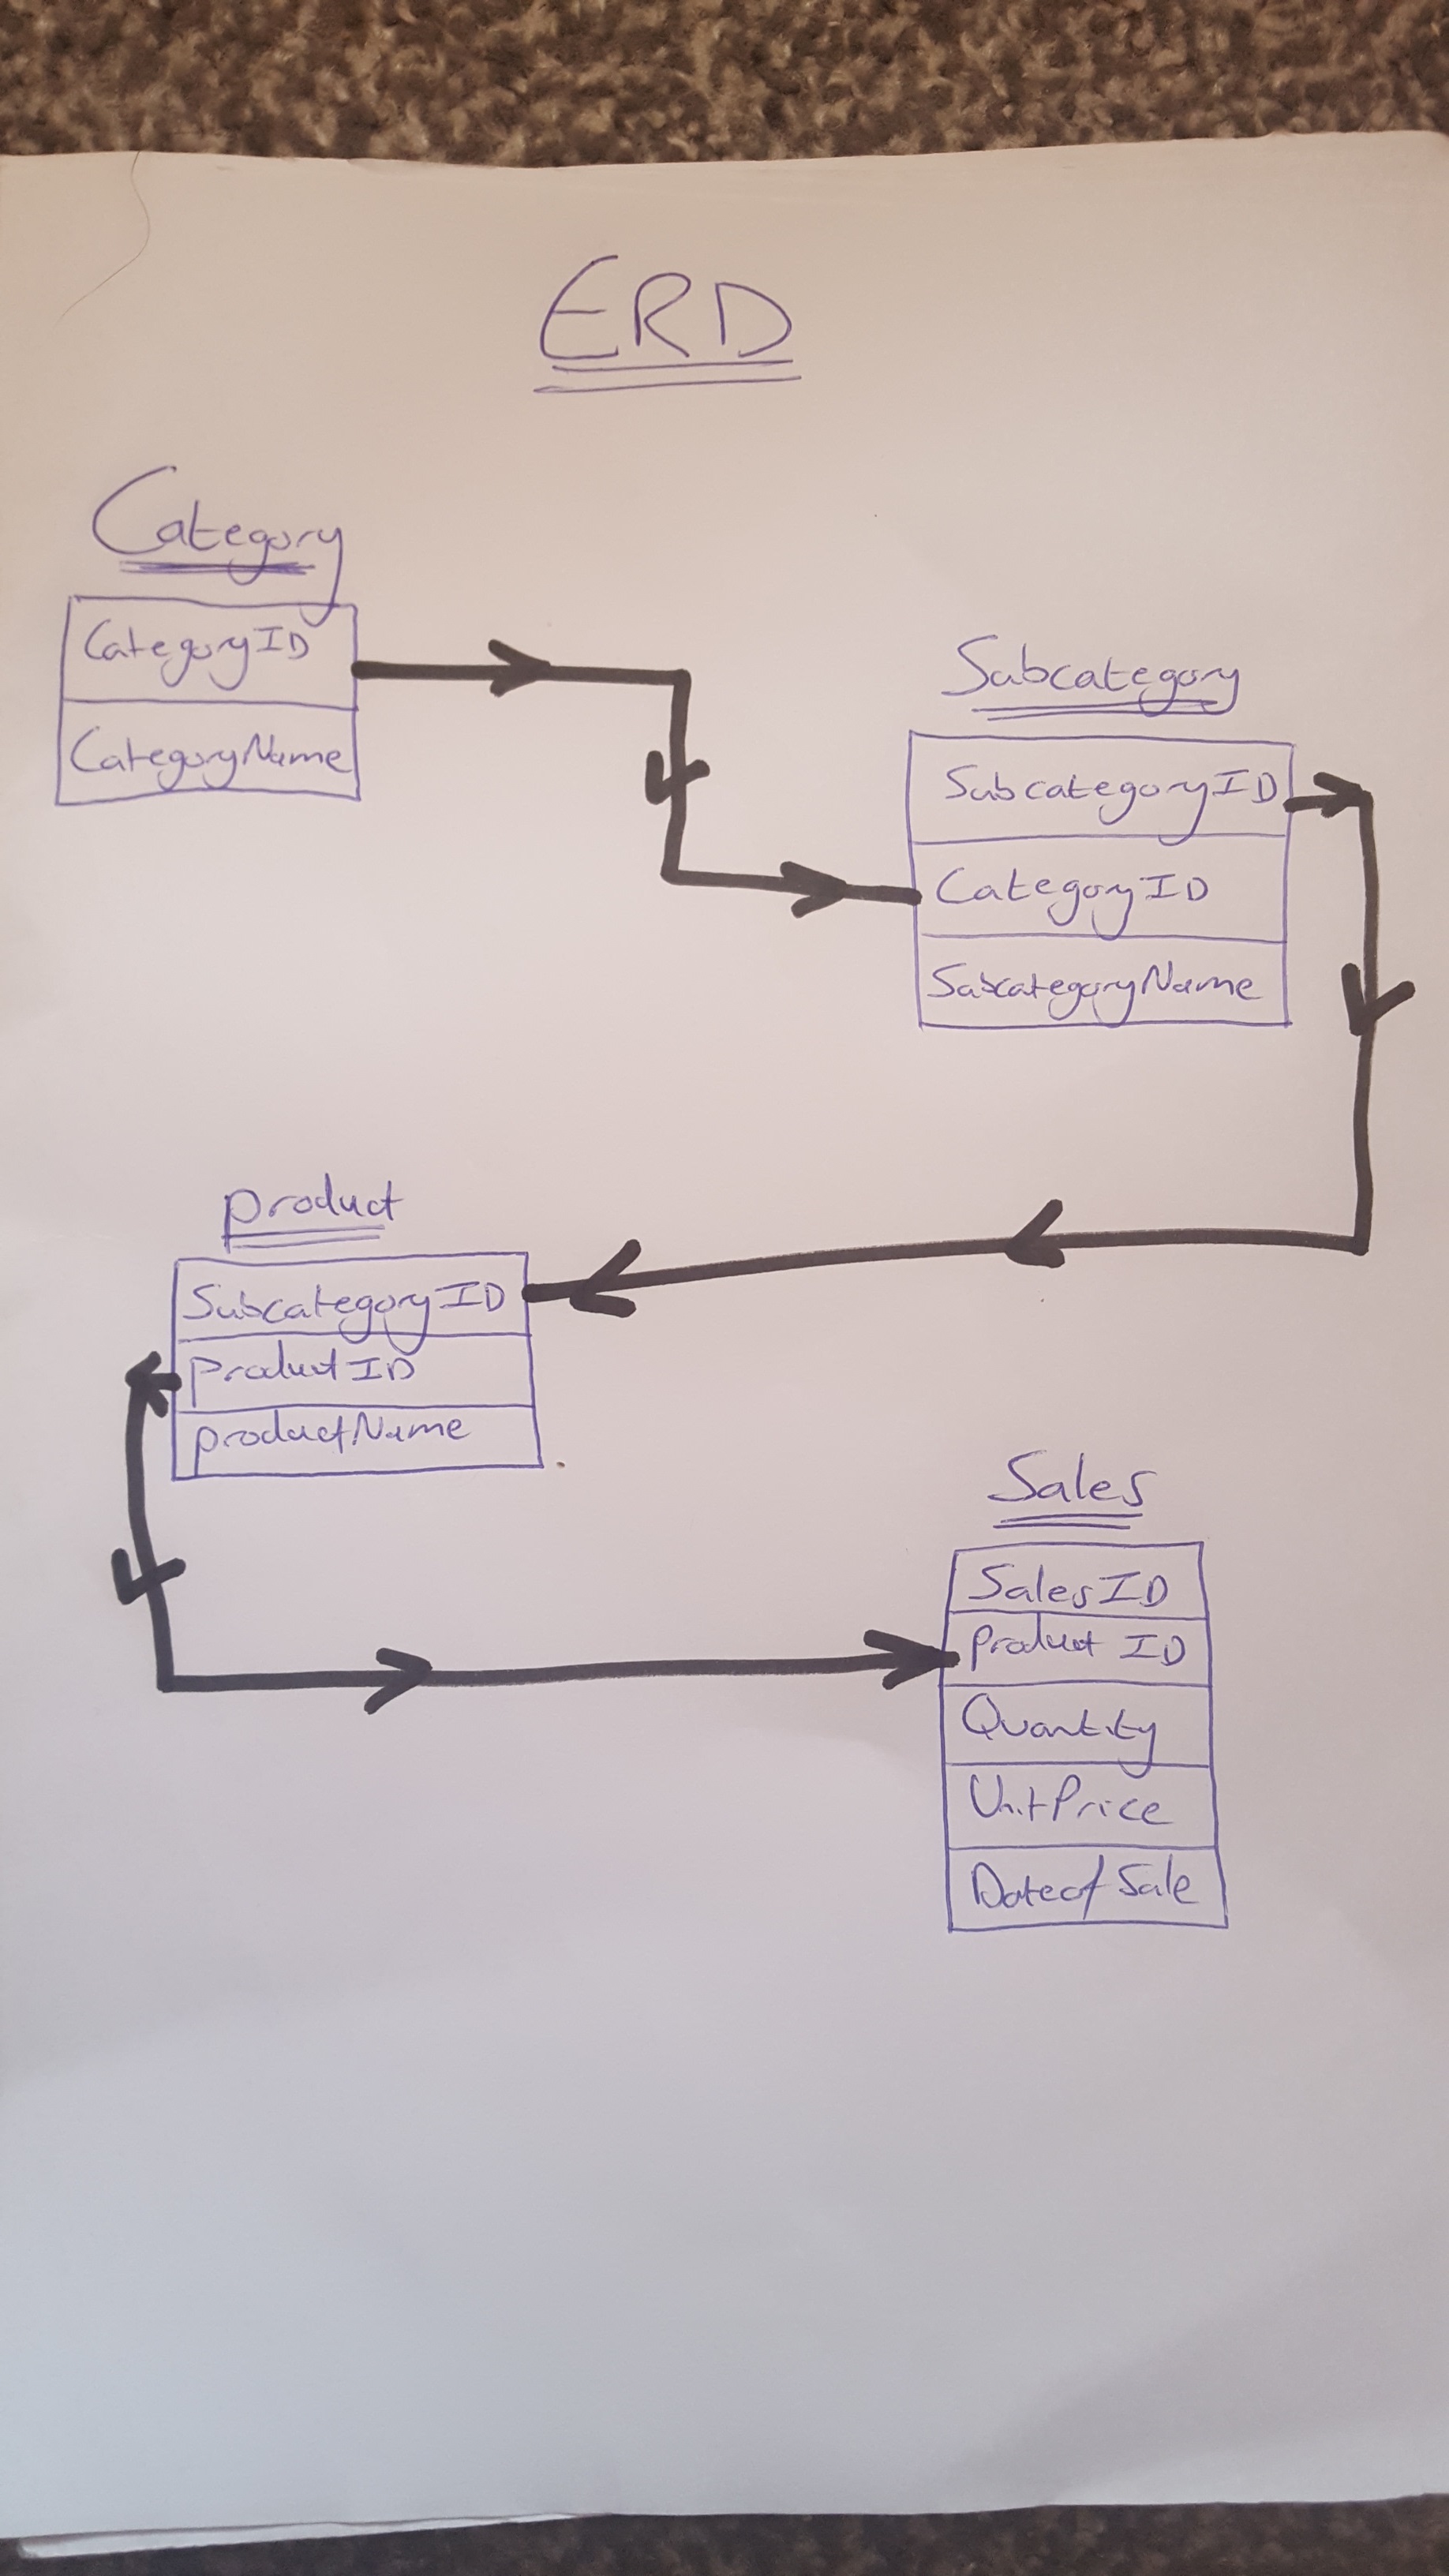 ERD
Category
CategoryID
CategoryName
Subcategory
SubcategoryID
CategoryID
SubcategoryName
product
SubcategoryID
productID
productName
Sales
SalesID
Product ID
Quantity
UnitPrice
Dateof Sale